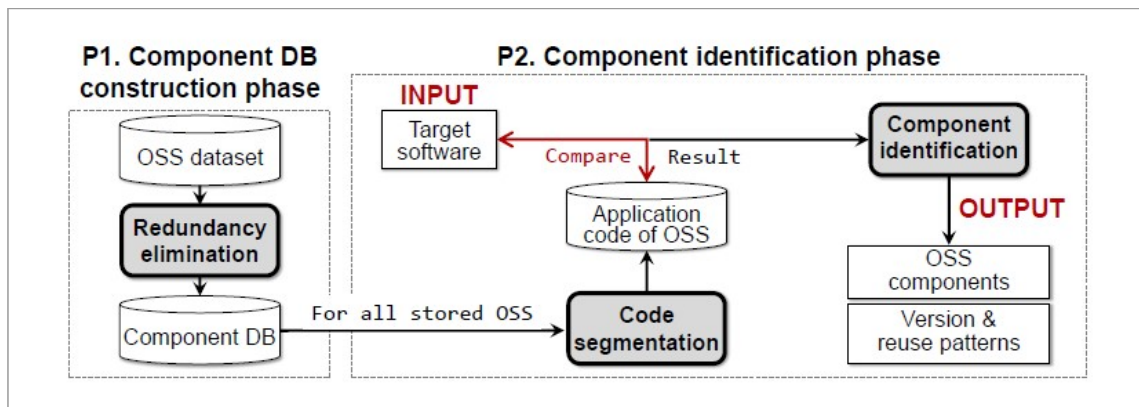 P1. Component DB
construction phase
OSS dataset
Redundancy
elimination
Component DB
For all stored OSS
P2. Component identification phase
INPUT
Target
software
Compare
Result
Component
identification
Application
code of OSS
OUTPUT
Code
segmentation
OSS
components
Version &
reuse patterns